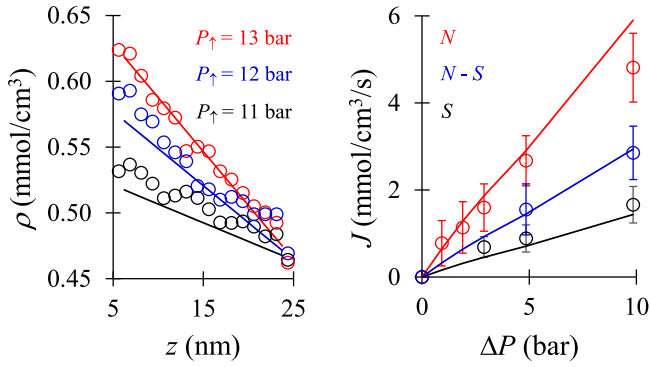 0.65
0.60
0.55
0.50
0.45
ρ (mmol/cm³)
P↑ = 13 bar
P↑ = 12 bar
P↑ = 11 bar
5
15
25
z (nm)
6
4
2
0
J (mmol/cm³/s)
N
N - S
S
0
5
10
ΔP (bar)